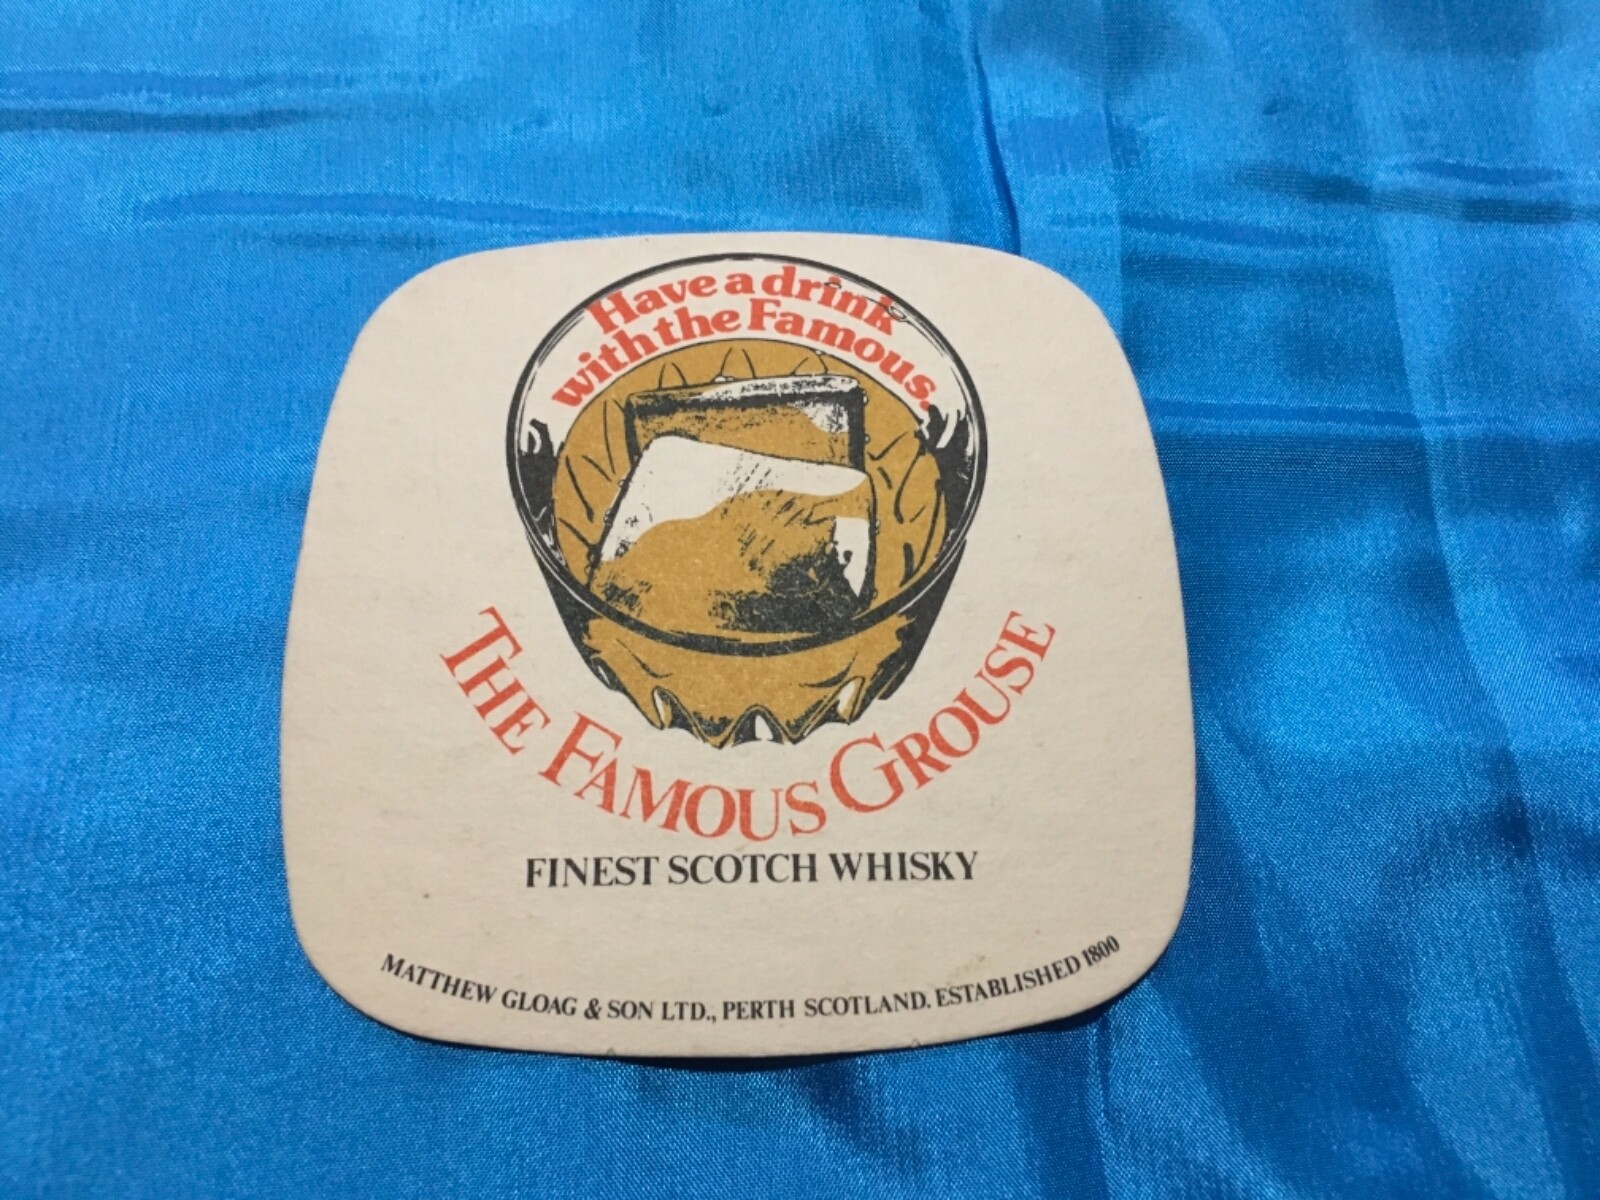 Have a drink
with the Famous.
THE FAMOUS GROUSE
FINEST SCOTCH WHISKY
MATTHEW GLOAG & SON LTD., PERTH SCOTLAND. ESTABLISHED 1800